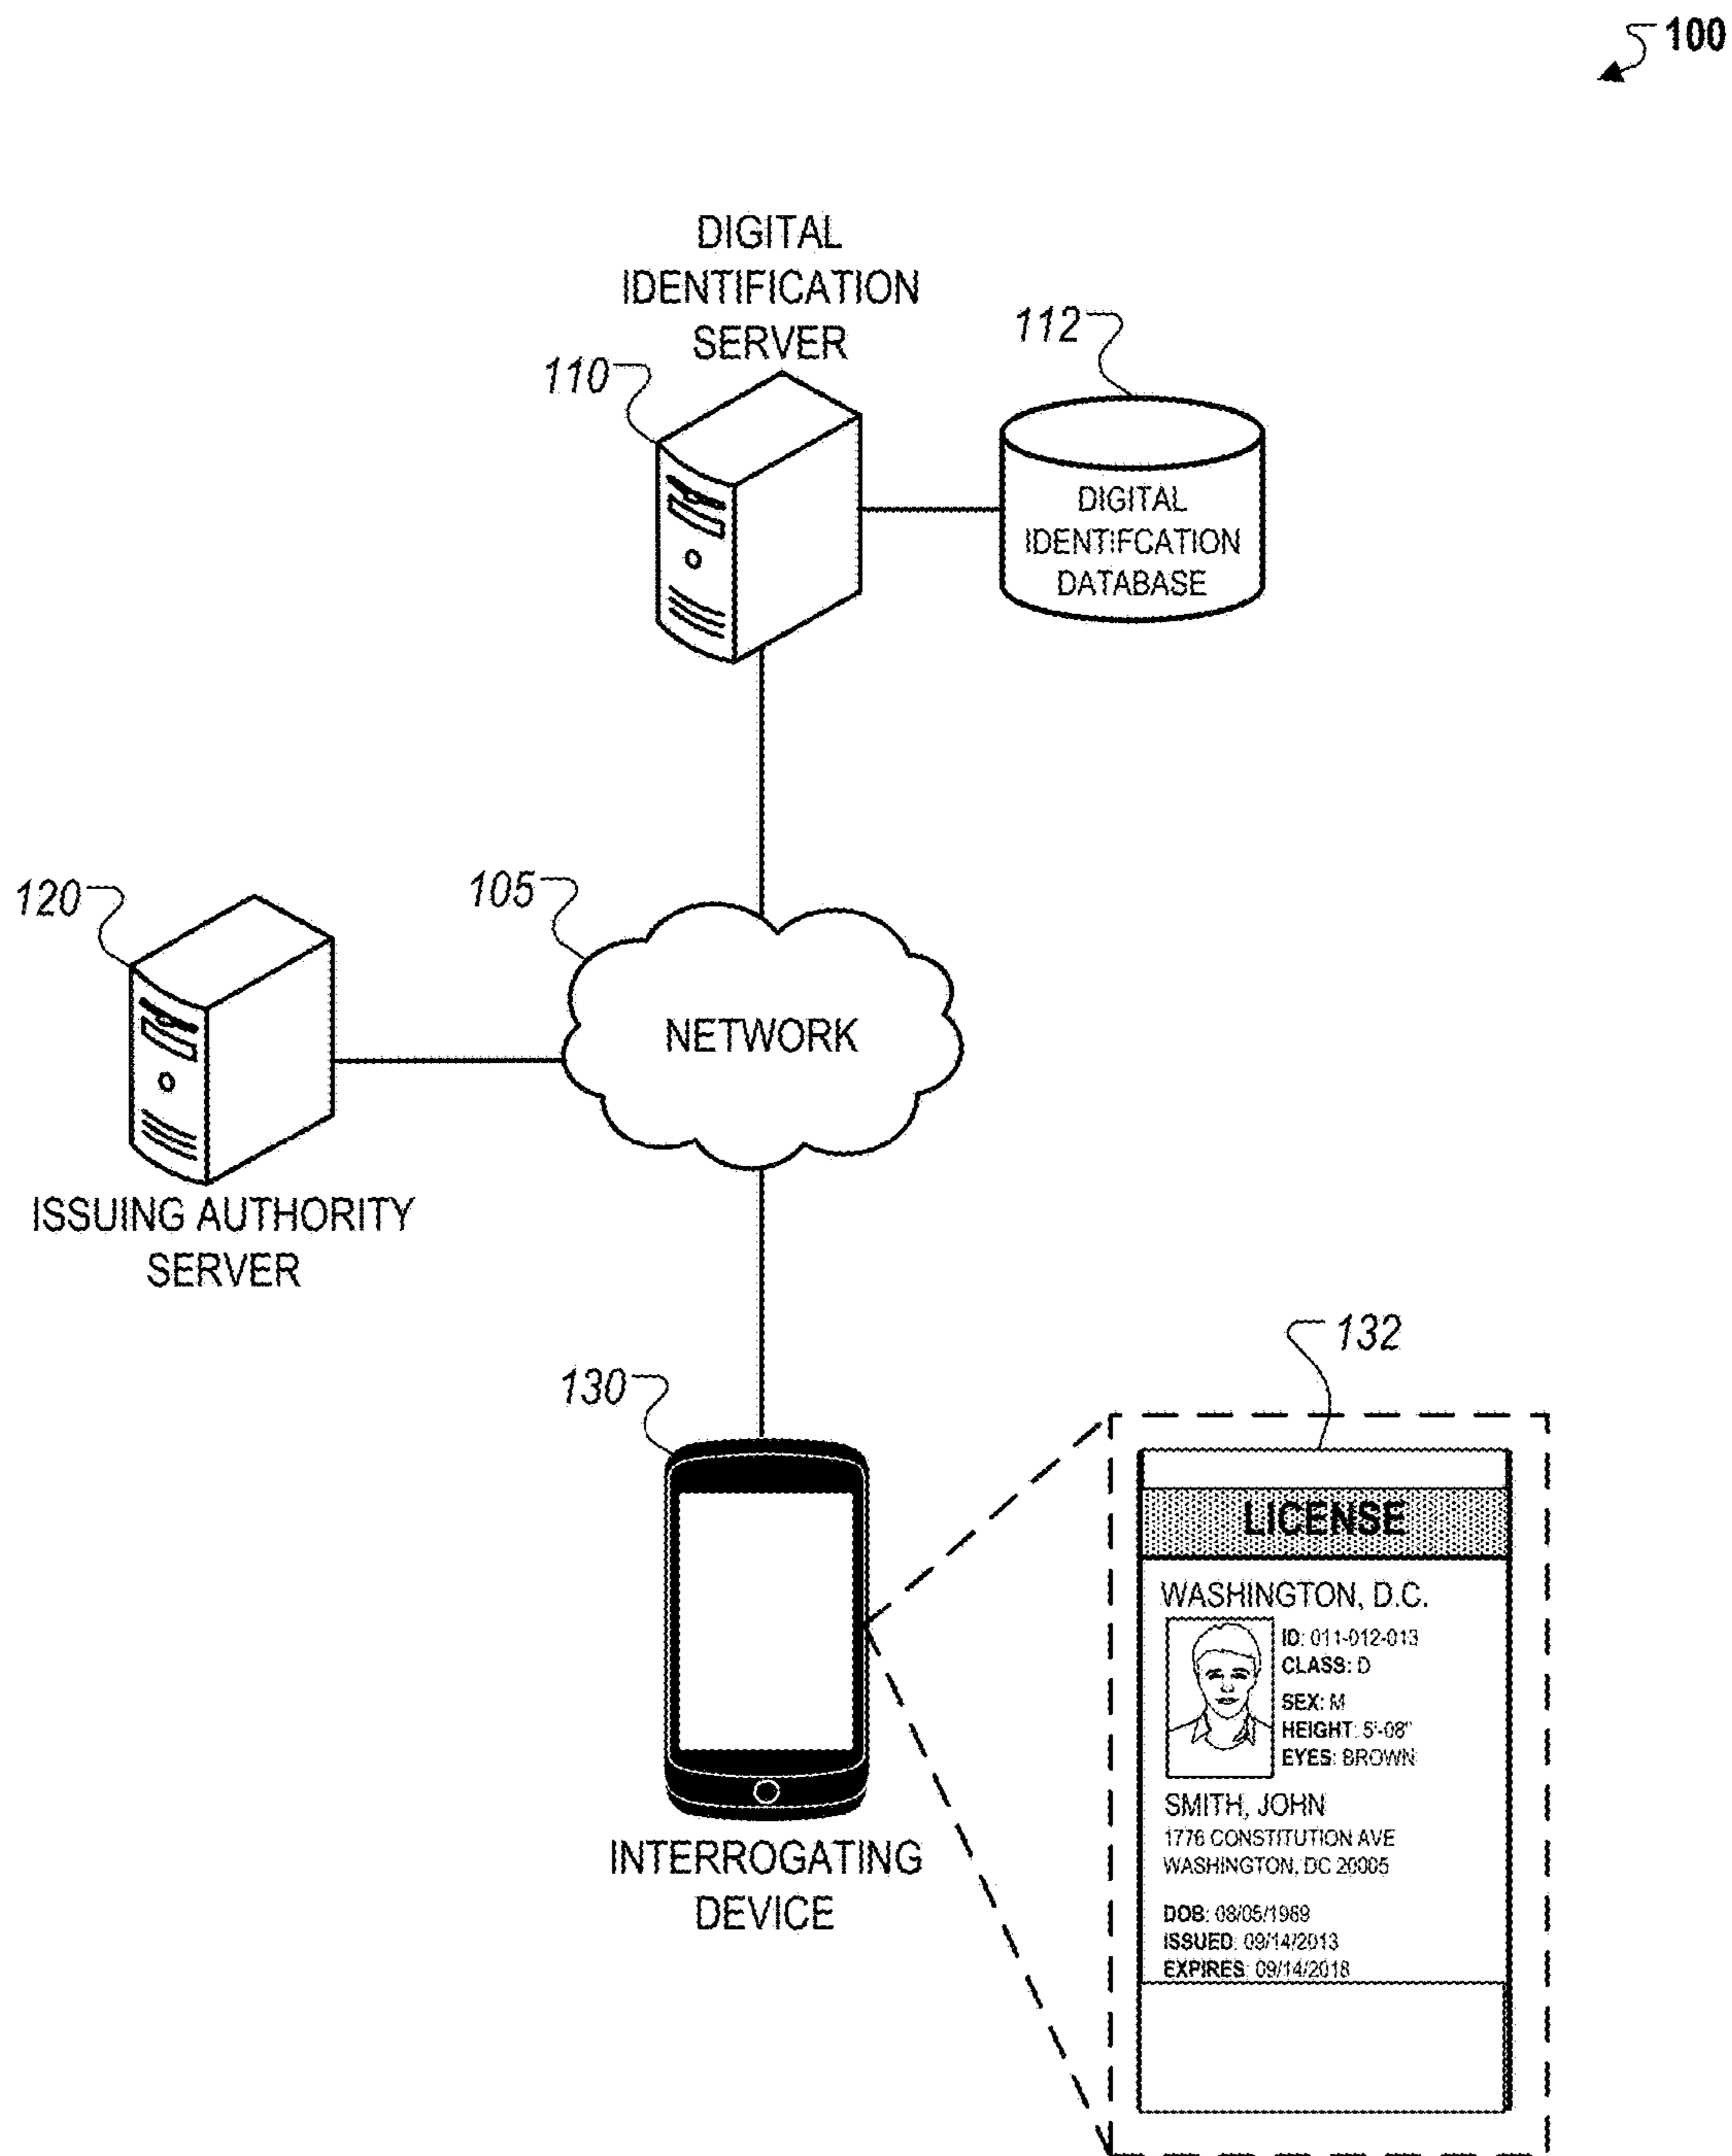 100
DIGITAL
IDENTIFICATION
SERVER
110
112
DIGITAL
IDENTIFCATION
DATABASE
120
105
NETWORK
ISSUING AUTHORITY
SERVER
130
INTERROGATING
DEVICE
132
LICENSE
WASHINGTON, D.C.
ID: 011-012-013
CLASS: D
SEX: M
HEIGHT: 5'-08"
EYES: BROWN
SMITH, JOHN
1776 CONSTITUTION AVE
WASHINGTON, DC 20005
DOB: 08/05/1989
ISSUED: 09/14/2013
EXPIRES: 09/14/2018